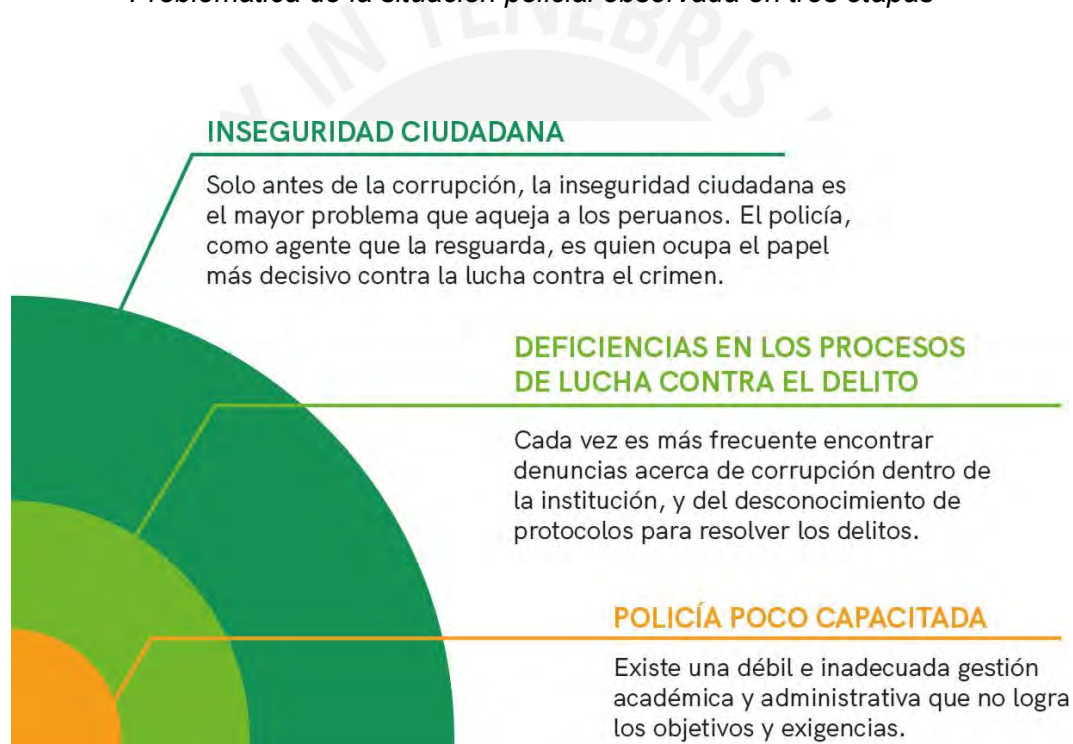 Problemática de la situación policial observada en tres etapas
IN TENEBRIS
INSEGURIDAD CIUDADANA
Solo antes de la corrupción, la inseguridad ciudadana es
el mayor problema que aqueja a los peruanos. El policía,
como agente que la resguarda, es quien ocupa el papel
más decisivo contra la lucha contra el crimen.
DEFICIENCIAS EN LOS PROCESOS
DE LUCHA CONTRA EL DELITO
Cada vez es más frecuente encontrar
denuncias acerca de corrupción dentro de
la institución, y del desconocimiento de
protocolos para resolver los delitos.
POLICÍA POCO CAPACITADA
Existe una débil e inadecuada gestión
académica y administrativa que no logra
los objetivos y exigencias.